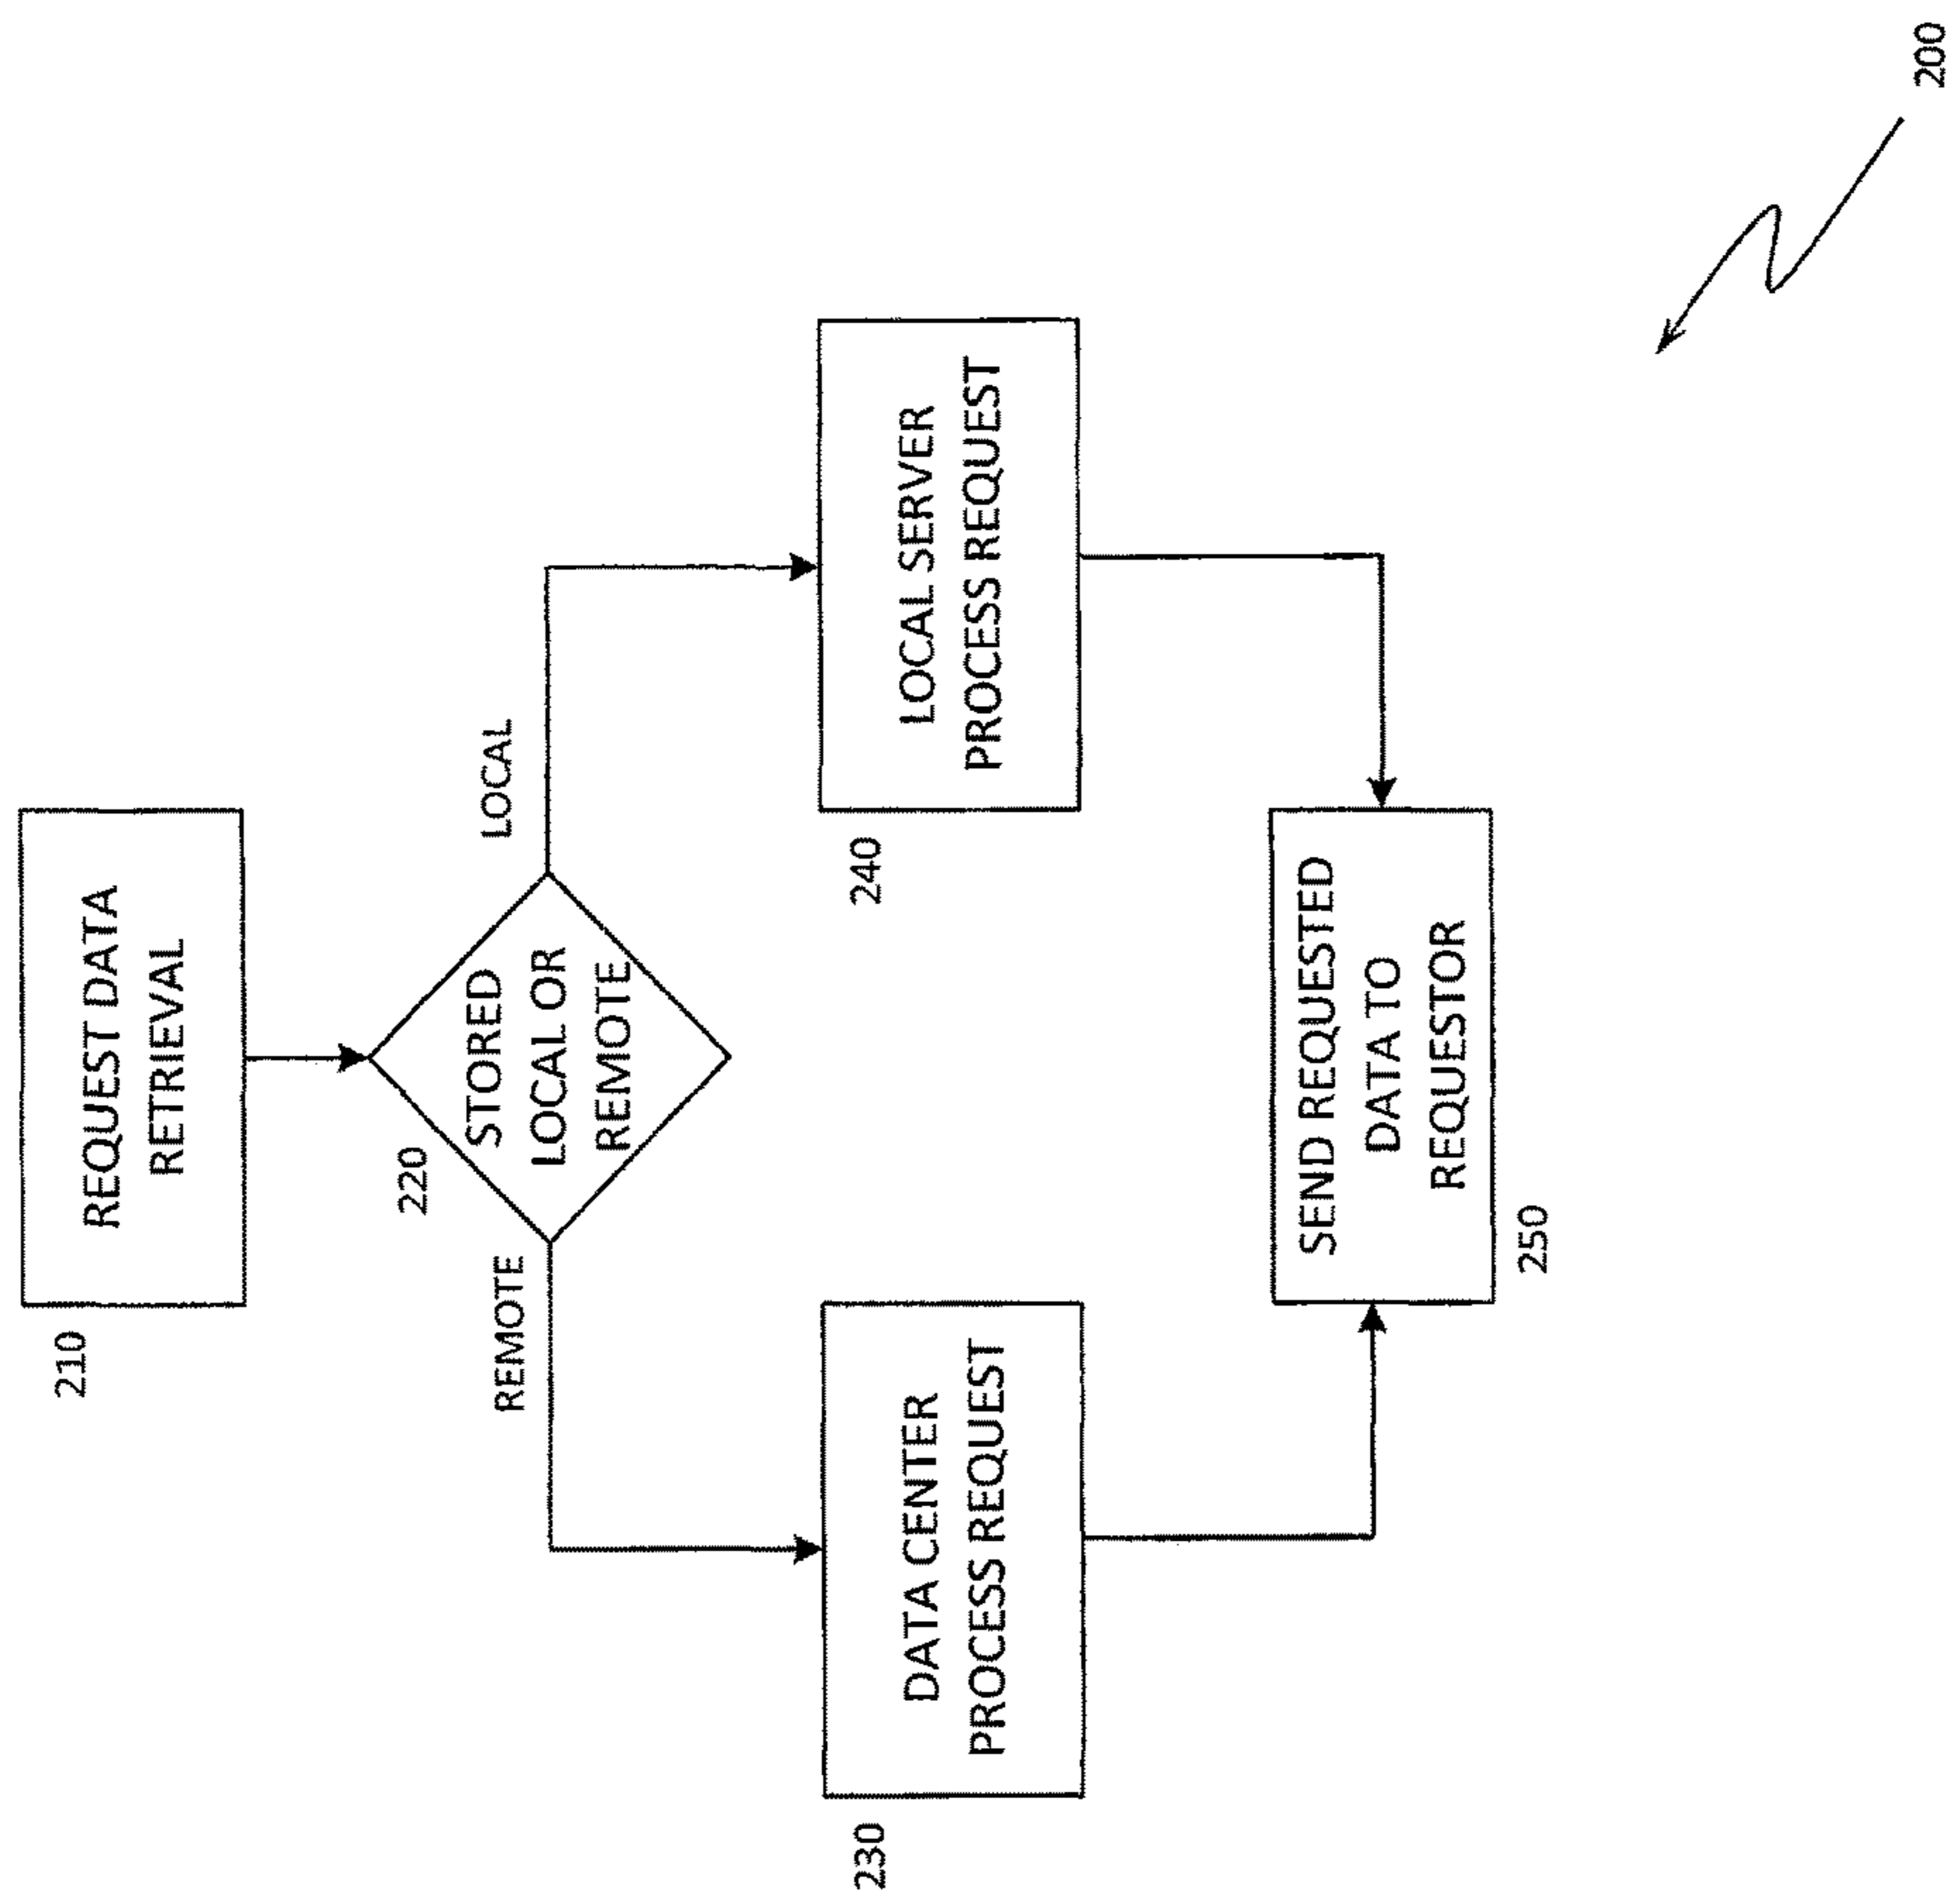 210
REQUEST DATA
RETRIEVAL
220
STORED
LOCAL OR
REMOTE
REMOTE
LOCAL
230
DATA CENTER
PROCESS REQUEST
240
LOCAL SERVER
PROCESS REQUEST
SEND REQUESTED
DATA TO
REQUESTOR
250
200